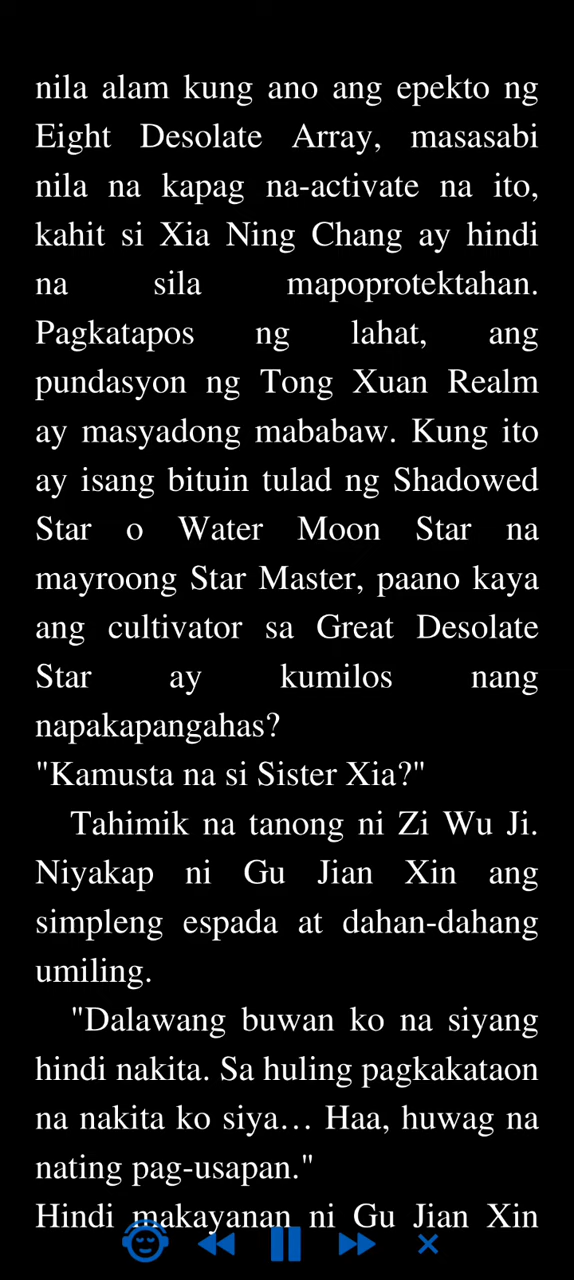 nila alam kung ano ang epekto ng
Eight Desolate Array, masasabi
nila na kapag na-activate na ito,
kahit si Xia Ning Chang ay hindi
na sila mapoprotektahan.
Pagkatapos ng lahat, ang
pundasyon ng Tong Xuan Realm
ay masyadong mababaw. Kung ito
ay isang bituin tulad ng Shadowed
Star o Water Moon Star na
mayroong Star Master, paano kaya
ang cultivator sa Great Desolate
Star ay kumilos nang
napakapangahas?
"Kamusta na si Sister Xia?"
Tahimik na tanong ni Zi Wu Ji.
Niyakap ni Gu Jian Xin ang
simpleng espada at dahan-dahang
umiling.
"Dalawang buwan ko na siyang
hindi nakita. Sa huling pagkakataon
na nakita ko siya… Haa, huwag na
nating pag-usapan."
Hindi makayanan ni Gu Jian Xin